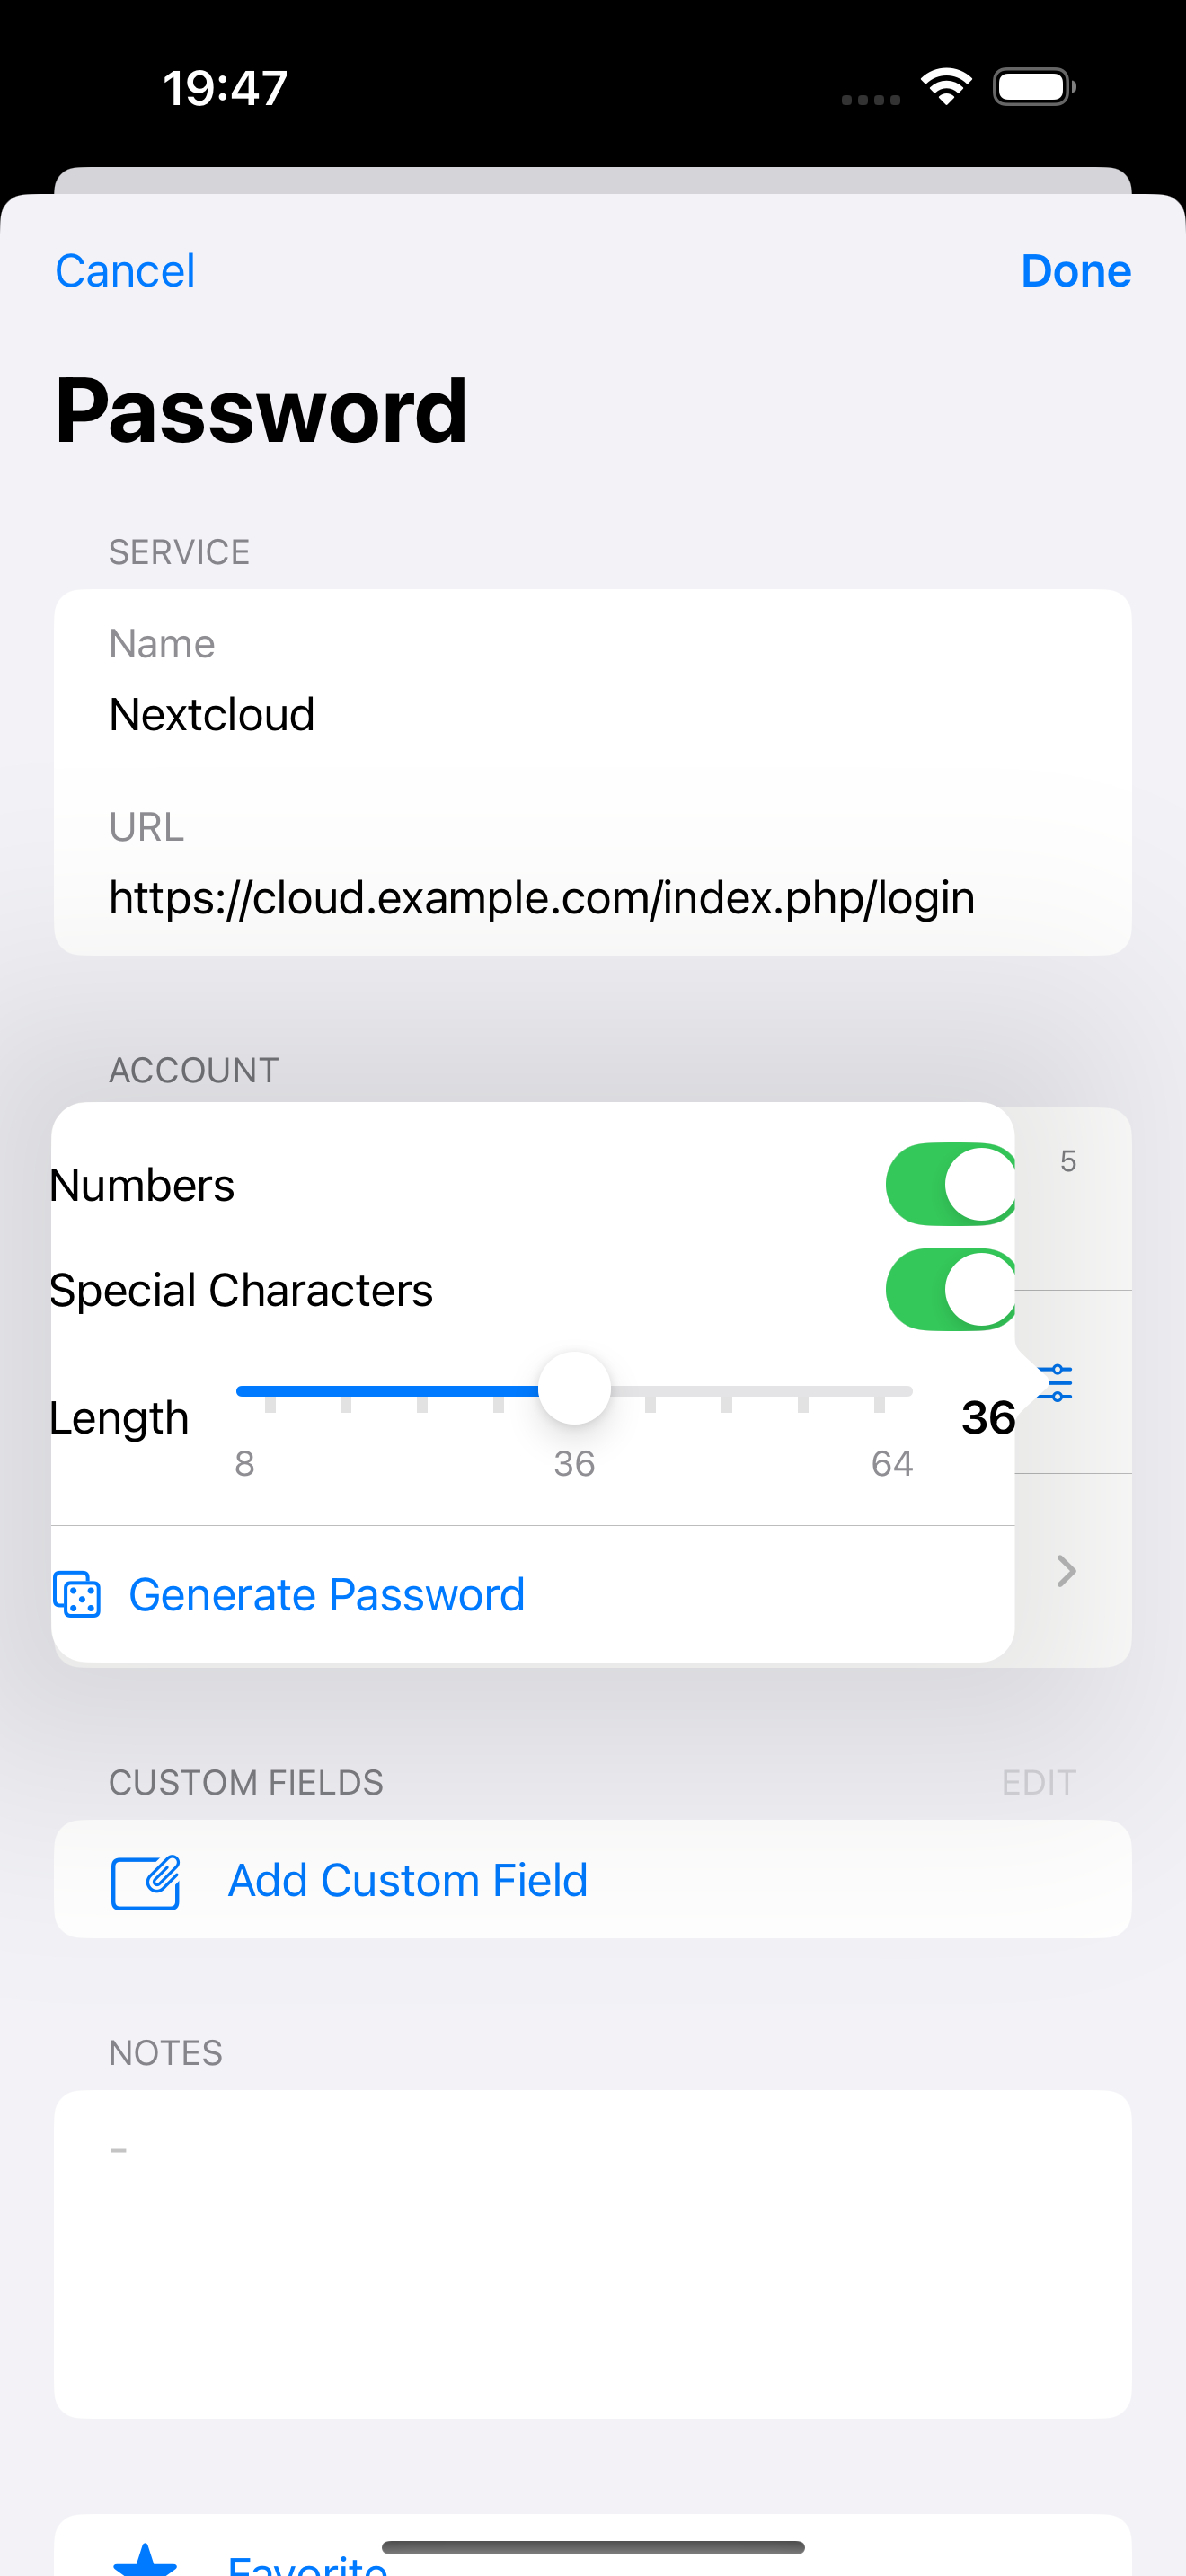 19:47
Cancel
Done
Password
SERVICE
Name
Nextcloud
URL
https://cloud.example.com/index.php/login
ACCOUNT
Numbers
5
Special Characters
Length
36
8 36 64
Generate Password
CUSTOM FIELDS
EDIT
Add Custom Field
NOTES
-
Favorite